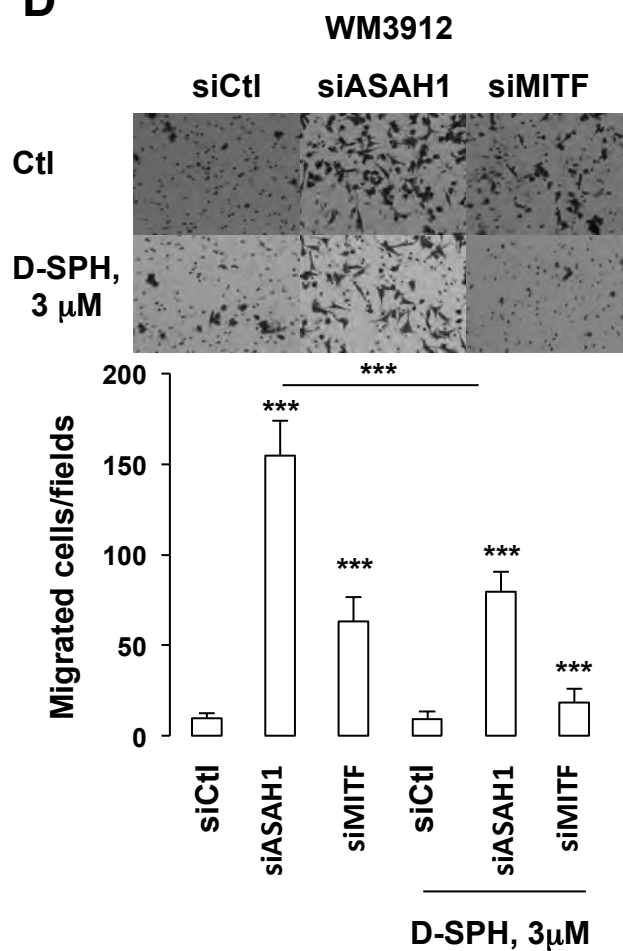 D
WM3912
siCtl siASAH1 siMITF
Ctl
D-SPH,
3 μM
200
150
100
50
0
Migrated cells/fields
***
***
***
***
***
siCtl
siASAH1
siMITF
siCtl
siASAH1
siMITF
D-SPH, 3μM